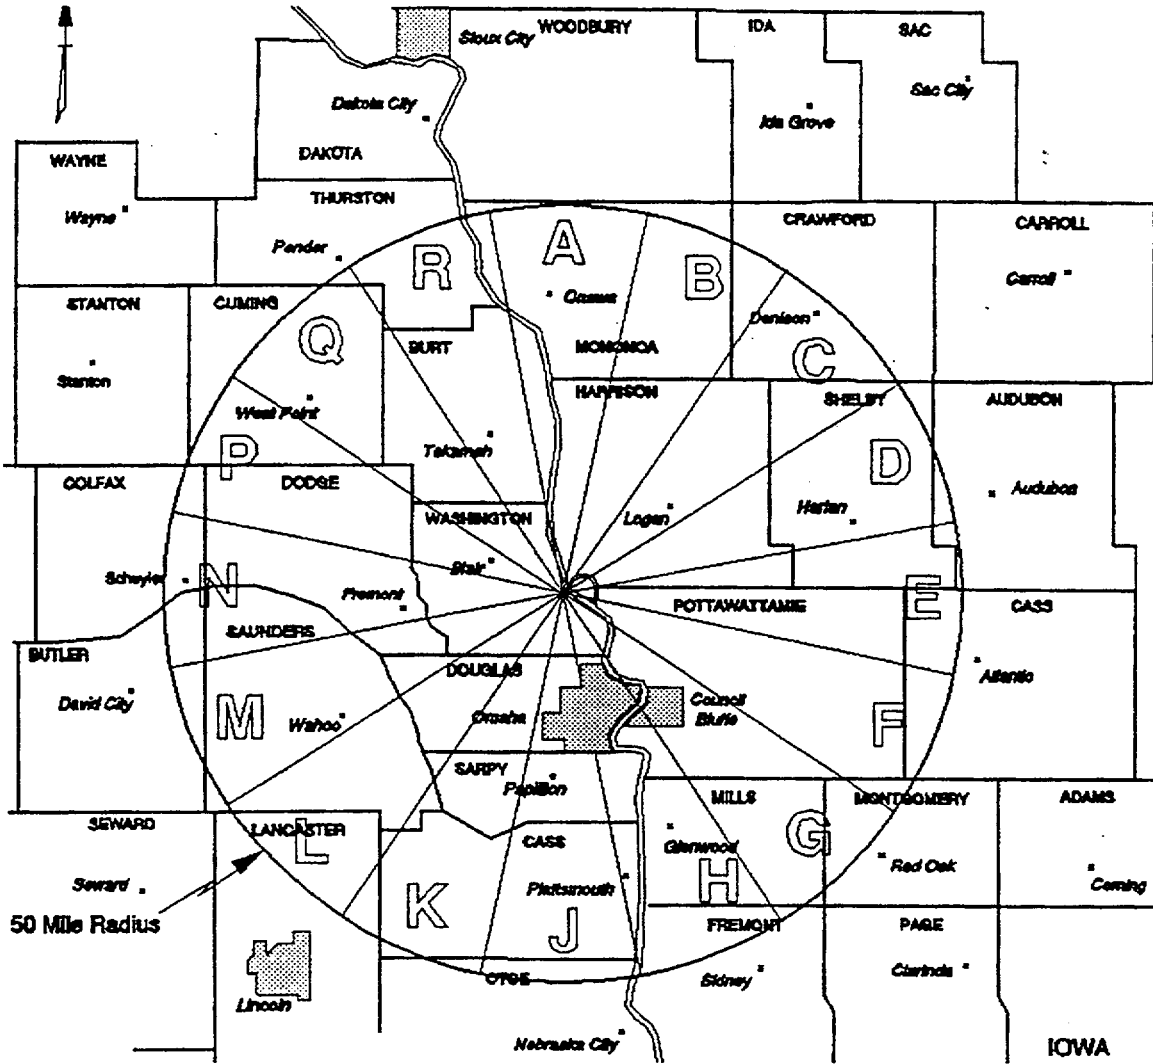 WOODBURY
IDA
SAC
Sioux City
Sac City
Dakota City
Ida Grove
DAKOTA
WAYNE
THURSTON
CRAWFORD
CARROLL
Wayne
A
Pender
R
B
Carroll
STANTON
CUMING
Onawa
Denison
Q
BURT
MONONOA
C
Stanton
HARRISON
SHELBY
AUDUBON
West Point
Tekamah
P
D
COLFAX
DODGE
Logan
Harlan
Audubon
WASHINGTON
Blair
Schuyler
N
Fremont
POTTAWATTAMIE
E
CASS
SAUNDERS
BUTLER
DOUGLAS
Atlantic
David City
M
Wahoo
Omaha
Council
Bluffs
F
SARPY
Papillion
MILLS
MONTGOMERY
ADAMS
SEWARD
LANCASTER
L
CASS
Glenwood
G
Red Oak
Seward
K
Plattsmouth
H
Corning
50 Mile Radius
J
FREMONT
PAGE
OTOE
Sidney
Clarinda
Lincoln
Nebraska City
IOWA